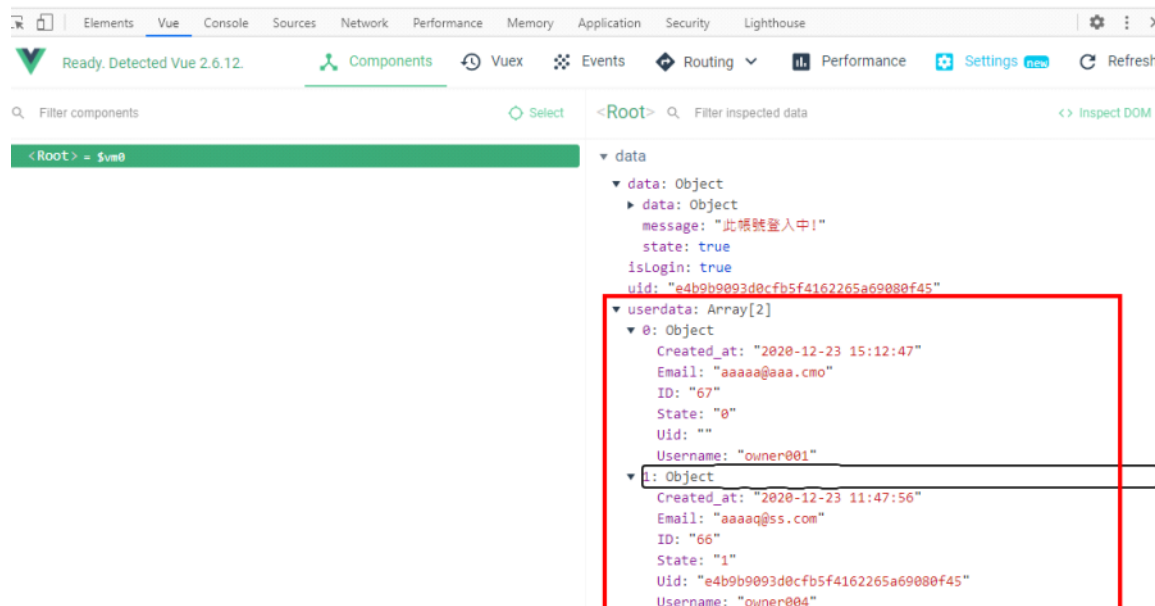 Elements Vue Console Sources Network Performance Memory Application Security Lighthouse
Ready. Detected Vue 2.6.12. Components Vuex Events Routing Performance Settings new Refresh
Filter components Select <Root> Filter inspected data <> Inspect DOM
<Root> = $vm0
data
data: Object
data: Object
message: "此帳號登入中!"
state: true
isLogin: true
uid: "e4b9b9093d0cfb5f4162265a69080f45"
userdata: Array[2]
0: Object
Created_at: "2020-12-23 15:12:47"
Email: "aaaaa@aaa.cmo"
ID: "67"
State: "0"
Uid: ""
Username: "owner001"
1: Object
Created_at: "2020-12-23 11:47:56"
Email: "aaaaq@ss.com"
ID: "66"
State: "1"
Uid: "e4b9b9093d0cfb5f4162265a69080f45"
Username: "owner004"